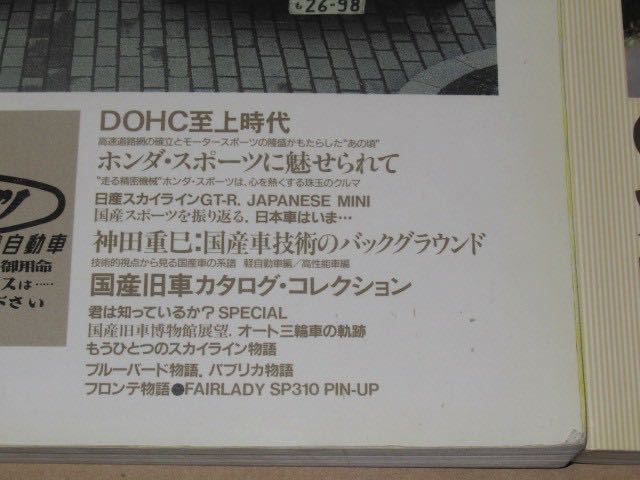 も 26-98
DOHC至上時代
高速道路網の確立とモータースポーツの隆盛がもたらした“あの頃”
ホンダ・スポーツに魅せられて
“走る精密機械”ホンダ・スポーツは、心を熱くする珠玉のクルマ
日産スカイラインGT-R. JAPANESE MINI
国産スポーツを振り返る. 日本車はいま…
神田重巳:国産車技術のバックグラウンド
技術的視点から見る国産車の系譜 軽自動車編/高性能車編
国産旧車カタログ・コレクション
君は知っているか?SPECIAL
国産旧車博物館展望. オート三輪車の軌跡
もうひとつのスカイライン物語
ブルーバード物語. パブリカ物語
フロンテ物語●FAIRLADY SP310 PIN-UP
自動車
御用命
スは……
下さい